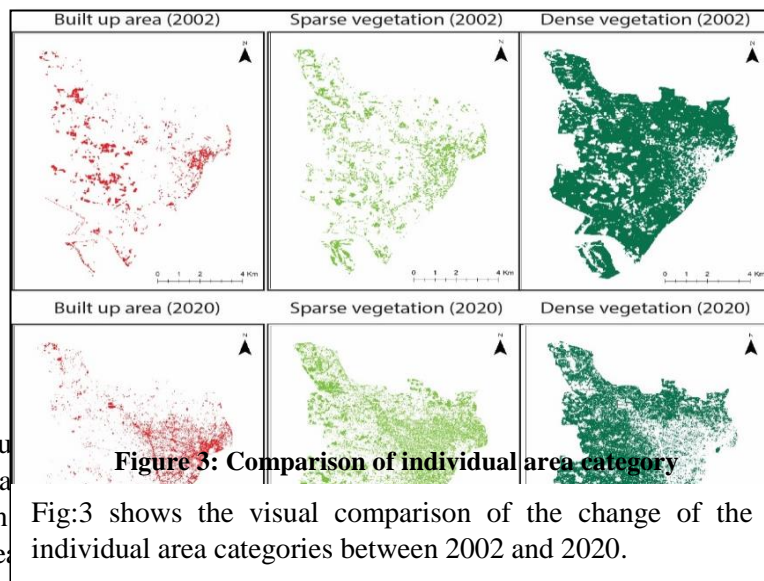 Built up area (2002) Sparse vegetation (2002) Dense vegetation (2002)
N N N
0 2 4 Km 0 2 4 Km 0 2 4 Km
Built up area (2020) Sparse vegetation (2020) Dense vegetation (2020)
N N
Figure 3: Comparison of individual area category
Fig:3 shows the visual comparison of the change of the
individual area categories between 2002 and 2020.